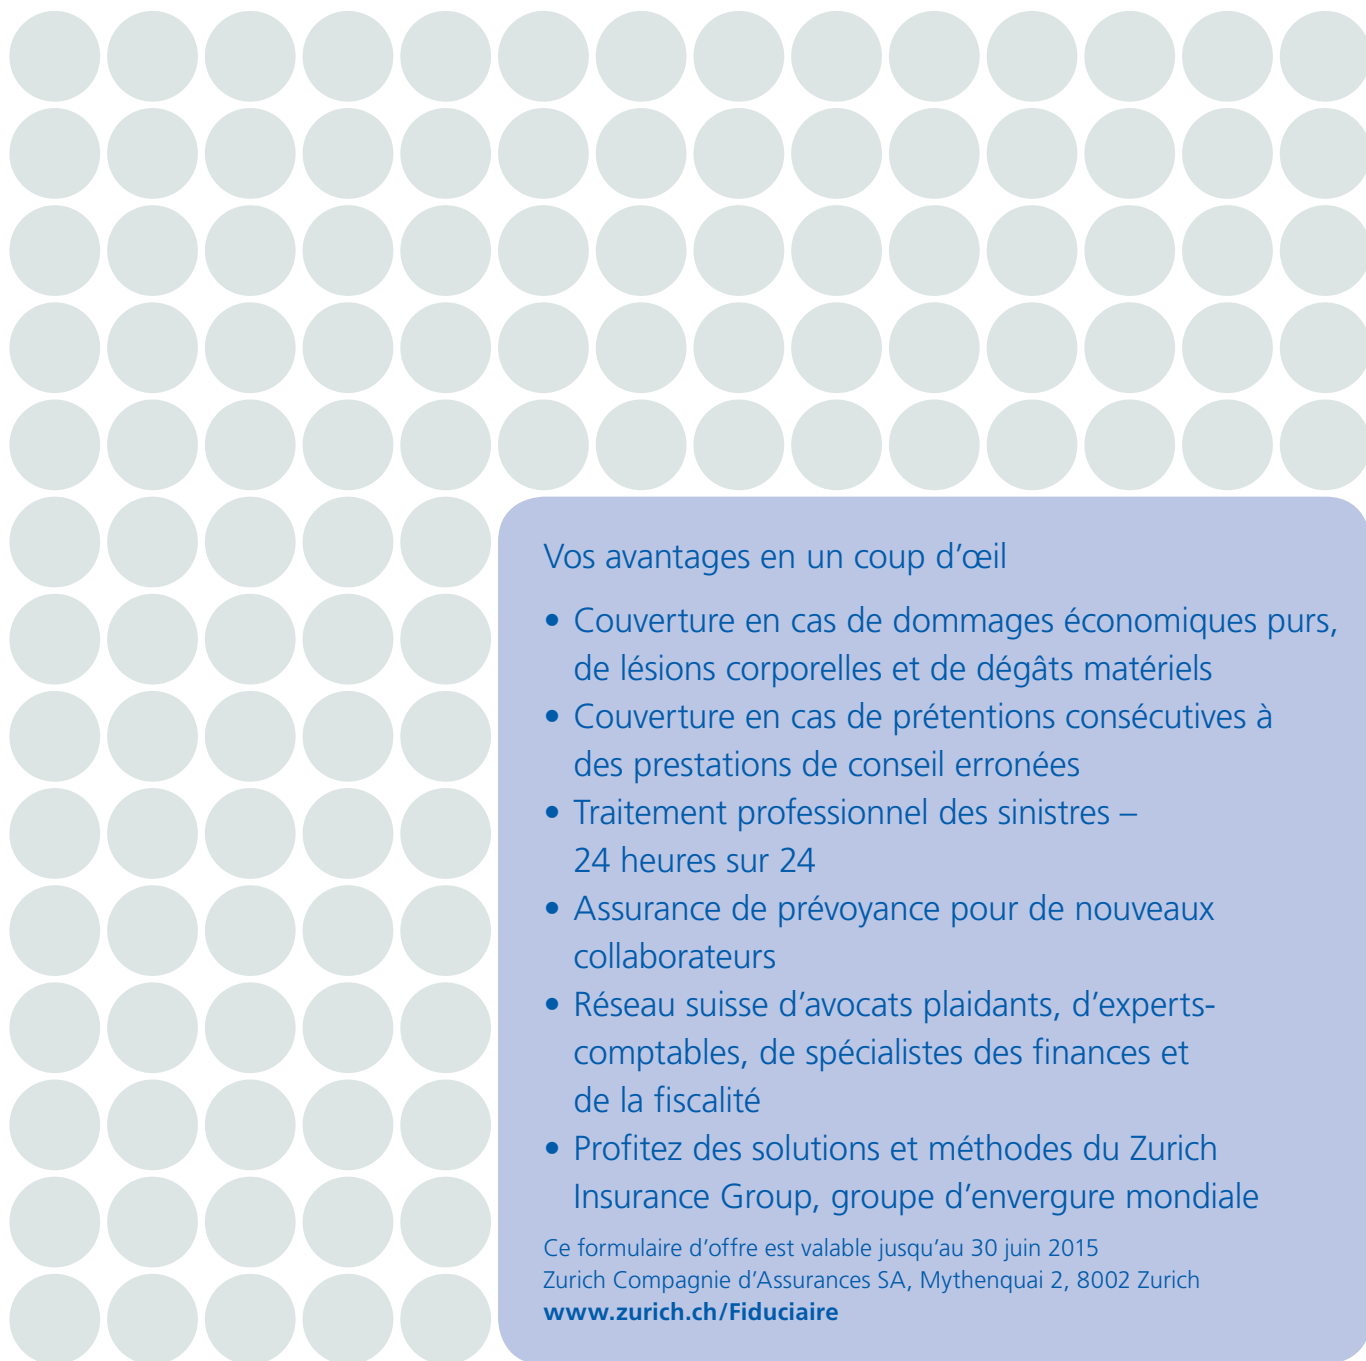 Vos avantages en un coup d’œil
• Couverture en cas de dommages économiques purs,
de lésions corporelles et de dégâts matériels
• Couverture en cas de prétentions consécutives à
des prestations de conseil erronées
• Traitement professionnel des sinistres –
24 heures sur 24
• Assurance de prévoyance pour de nouveaux
collaborateurs
• Réseau suisse d’avocats plaidants, d’experts-
comptables, de spécialistes des finances et
de la fiscalité
• Profitez des solutions et méthodes du Zurich
Insurance Group, groupe d’envergure mondiale
Ce formulaire d’offre est valable jusqu’au 30 juin 2015
Zurich Compagnie d’Assurances SA, Mythenquai 2, 8002 Zurich
www.zurich.ch/Fiduciaire